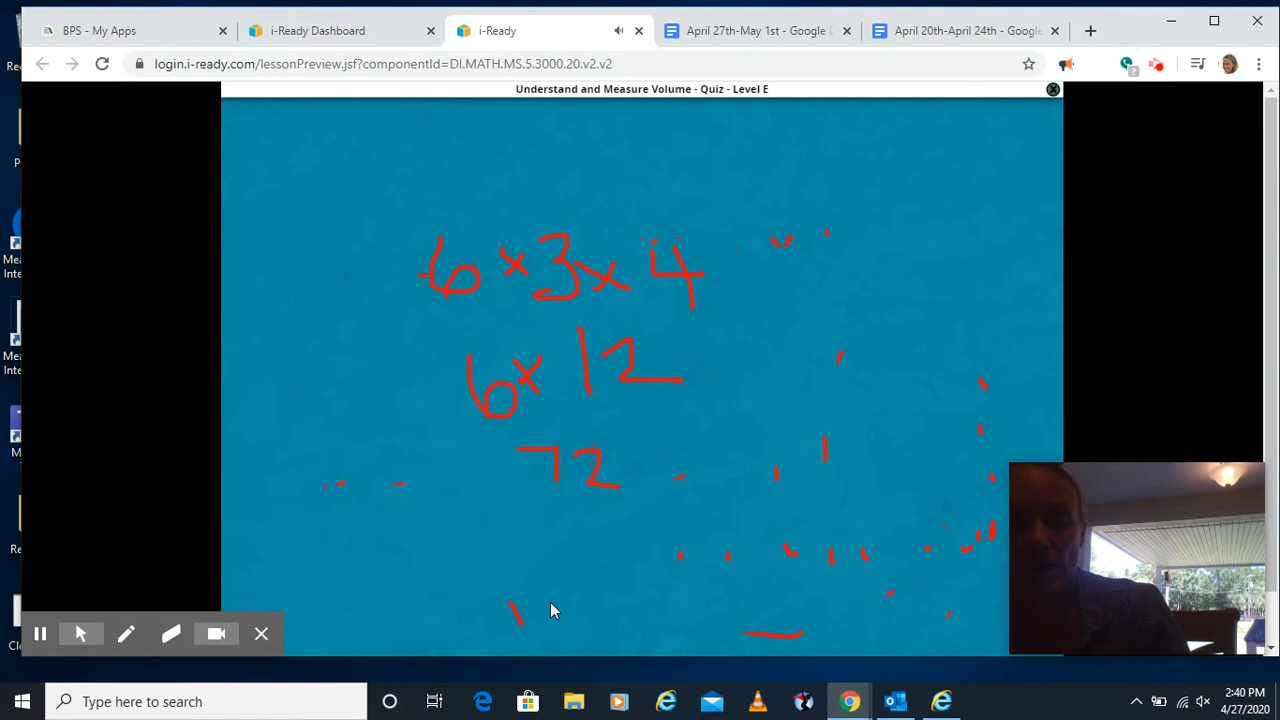 BPS - My Apps
i-Ready Dashboard
i-Ready
April 27th-May 1st - Google D
April 20th-April 24th - Google
login.i-ready.com/lessonPreview.jsf?componentId=DI.MATH.MS.5.3000.20.v2.v2
Understand and Measure Volume - Quiz - Level E
6 x 3 x 4
6 x 12
72
Type here to search
2:40 PM
4/27/2020